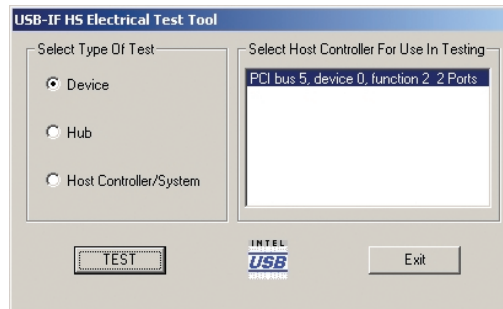 USB-IF HS Electrical Test Tool
Select Type Of Test
Device
Hub
Host Controller/System
Select Host Controller For Use In Testing
PCI bus 5, device 0, function 2 2 Ports
TEST
INTEL
USB
Exit